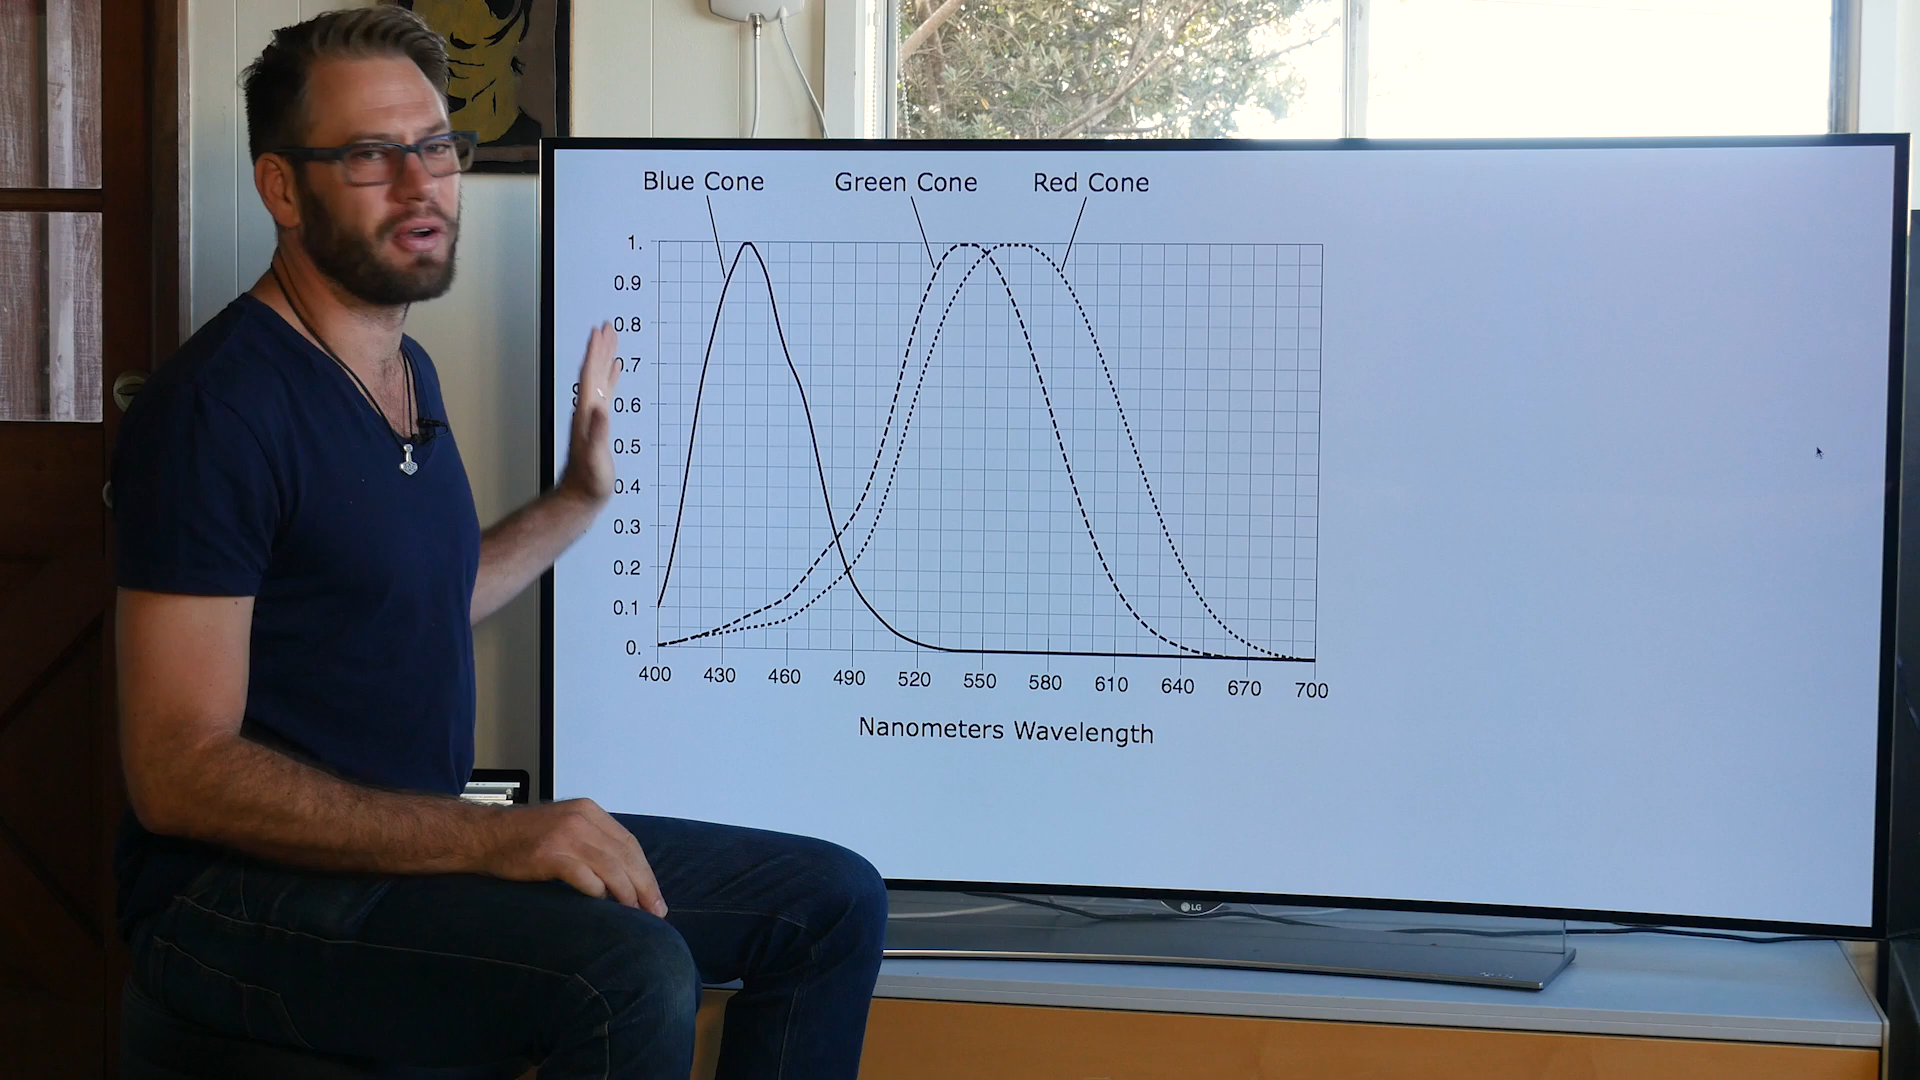 Blue Cone
Green Cone
Red Cone
1.
0.9
0.8
0.7
0.6
0.5
0.4
0.3
0.2
0.1
0.
400 430 460 490 520 550 580 610 640 670 700
Nanometers Wavelength
LG